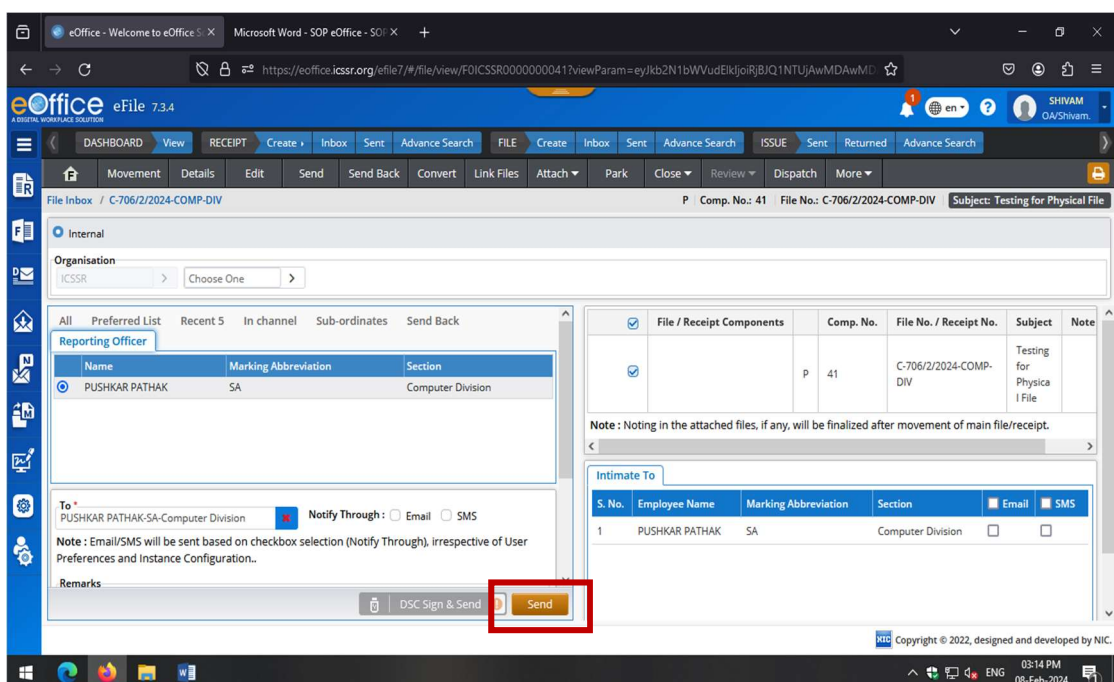 eOffice - Welcome to eOffice S
Microsoft Word - SOP eOffice - SOP
https://eoffice.icssr.org/efile7/#/file/view/F0ICSSR0000000041?viewParam=
eOffice eFile 7.3.4
A DIGITAL WORKPLACE SOLUTION
1 en ? SHIVAM
OA/Shivam.
DASHBOARD View RECEIPT Create Inbox Sent Advance Search FILE Create Inbox Sent Advance Search ISSUE Sent Returned Advance Search
Movement Details Edit Send Send Back Convert Link Files Attach Park Close Review Dispatch More
File Inbox / C-706/2/2024-COMP-DIV P Comp. No.: 41 File No.: C-706/2/2024-COMP-DIV Subject: Testing for Physical File
Internal
Organisation
ICSSR Choose One
All Preferred List Recent 5 In channel Sub-ordinates Send Back
Reporting Officer
Name Marking Abbreviation Section
PUSHKAR PATHAK SA Computer Division
To *
PUSHKAR PATHAK-SA-Computer Division Notify Through : Email SMS
Note : Email/SMS will be sent based on checkbox selection (Notify Through), irrespective of User
Preferences and Instance Configuration..
Remarks
DSC Sign & Send Send
File / Receipt Components Comp. No. File No. / Receipt No. Subject Note
P 41 C-706/2/2024-COMP-
DIV
Testing
for
Physica
l File
Note : Noting in the attached files, if any, will be finalized after movement of main file/receipt.
Intimate To
S. No. Employee Name Marking Abbreviation Section Email SMS
1 PUSHKAR PATHAK SA Computer Division
NIC Copyright © 2022, designed and developed by NIC.
ENG 03:14 PM
08-Feb-2024